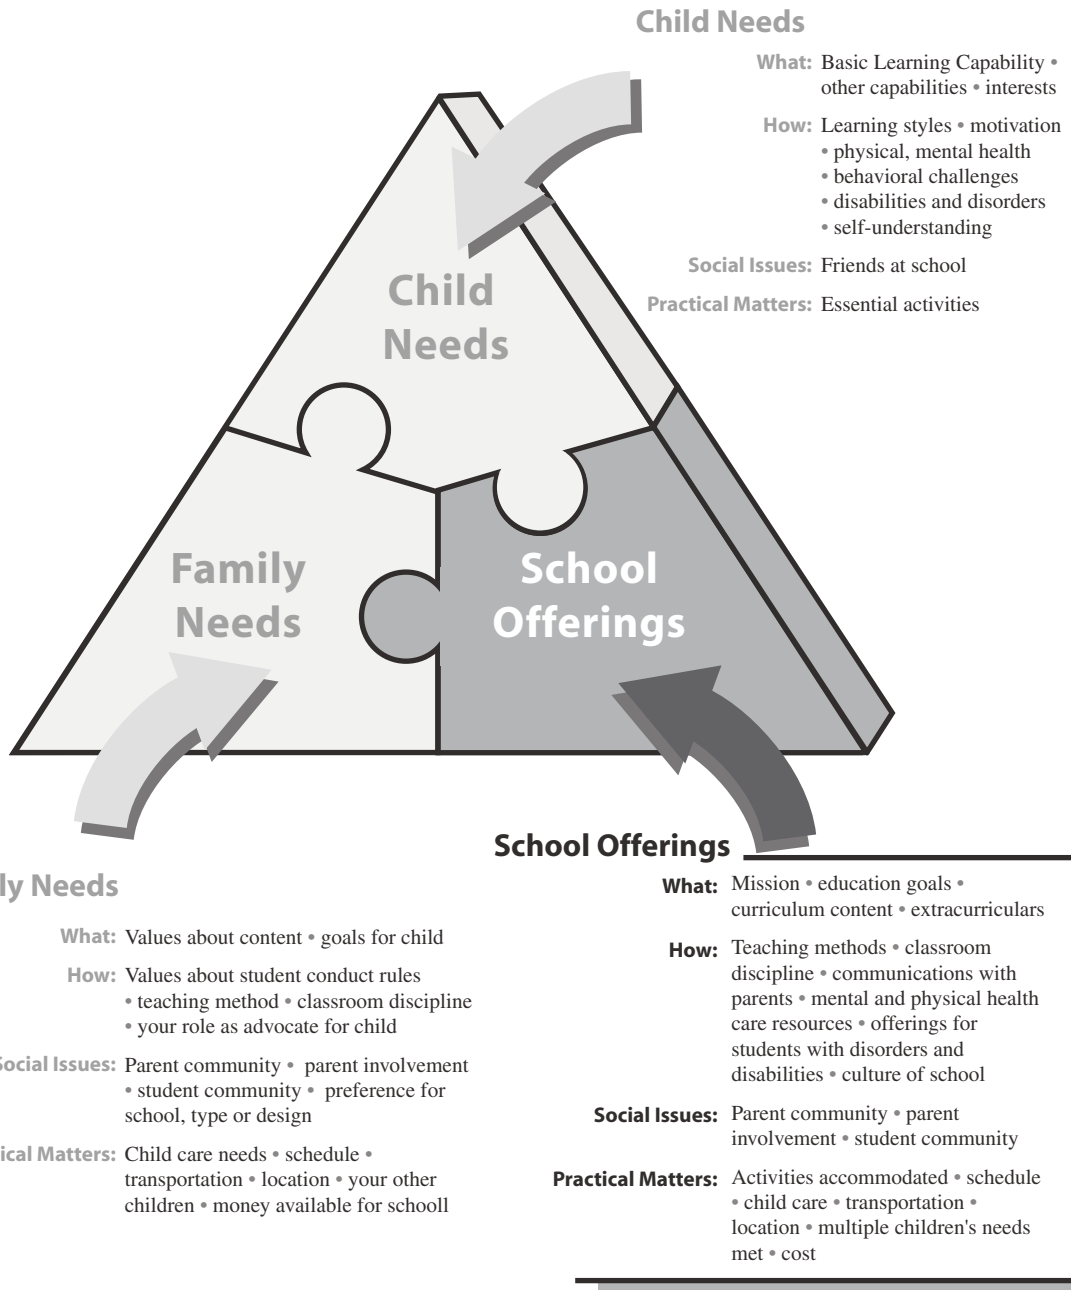 Child Needs
What: Basic Learning Capability •
other capabilities • interests
How: Learning styles • motivation
• physical, mental health
• behavioral challenges
• disabilities and disorders
• self-understanding
Social Issues: Friends at school
Practical Matters: Essential activities
Child
Needs
Family
Needs
School
Offerings
ly Needs
What: Values about content • goals for child
How: Values about student conduct rules
• teaching method • classroom discipline
• your role as advocate for child
Social Issues: Parent community • parent involvement
• student community • preference for
school, type or design
ical Matters: Child care needs • schedule •
transportation • location • your other
children • money available for schooll
School Offerings
What: Mission • education goals •
curriculum content • extracurriculars
How: Teaching methods • classroom
discipline • communications with
parents • mental and physical health
care resources • offerings for
students with disorders and
disabilities • culture of school
Social Issues: Parent community • parent
involvement • student community
Practical Matters: Activities accommodated • schedule
• child care • transportation •
location • multiple children's needs
met • cost